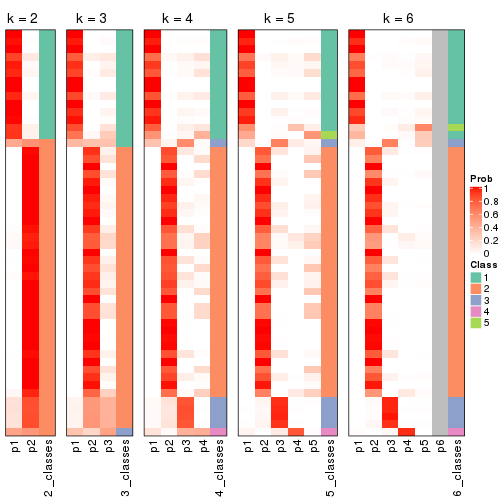 k = 2 k = 3 k = 4 k = 5 k = 6
Prob
1
0.8
0.6
0.4
0.2
0
Class
1
2
3
4
5
p1 p2 2_classes p1 p2 p3 3_classes p1 p2 p3 p4 4_classes p1 p2 p3 p4 p5 5_classes p1 p2 p3 p4 p5 p6 6_classes